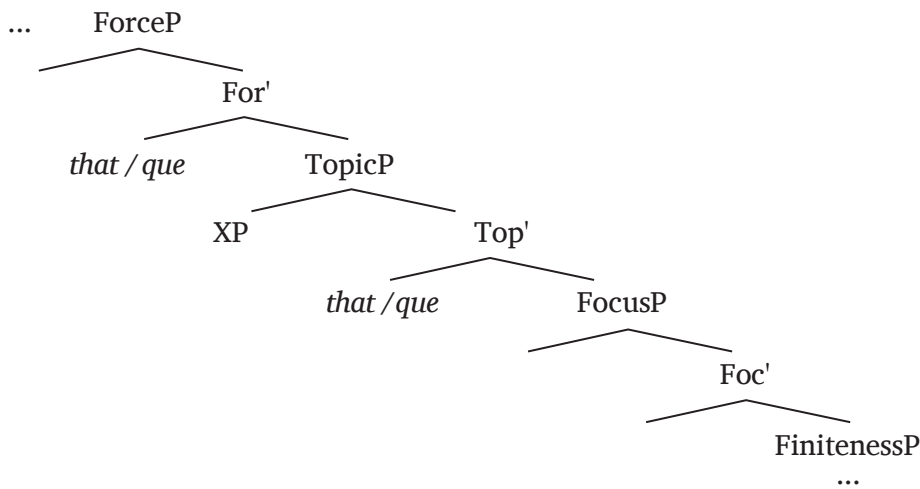 ... ForceP
For'
that / que TopicP
XP Top'
that / que FocusP
Foc'
FinitenessP
...